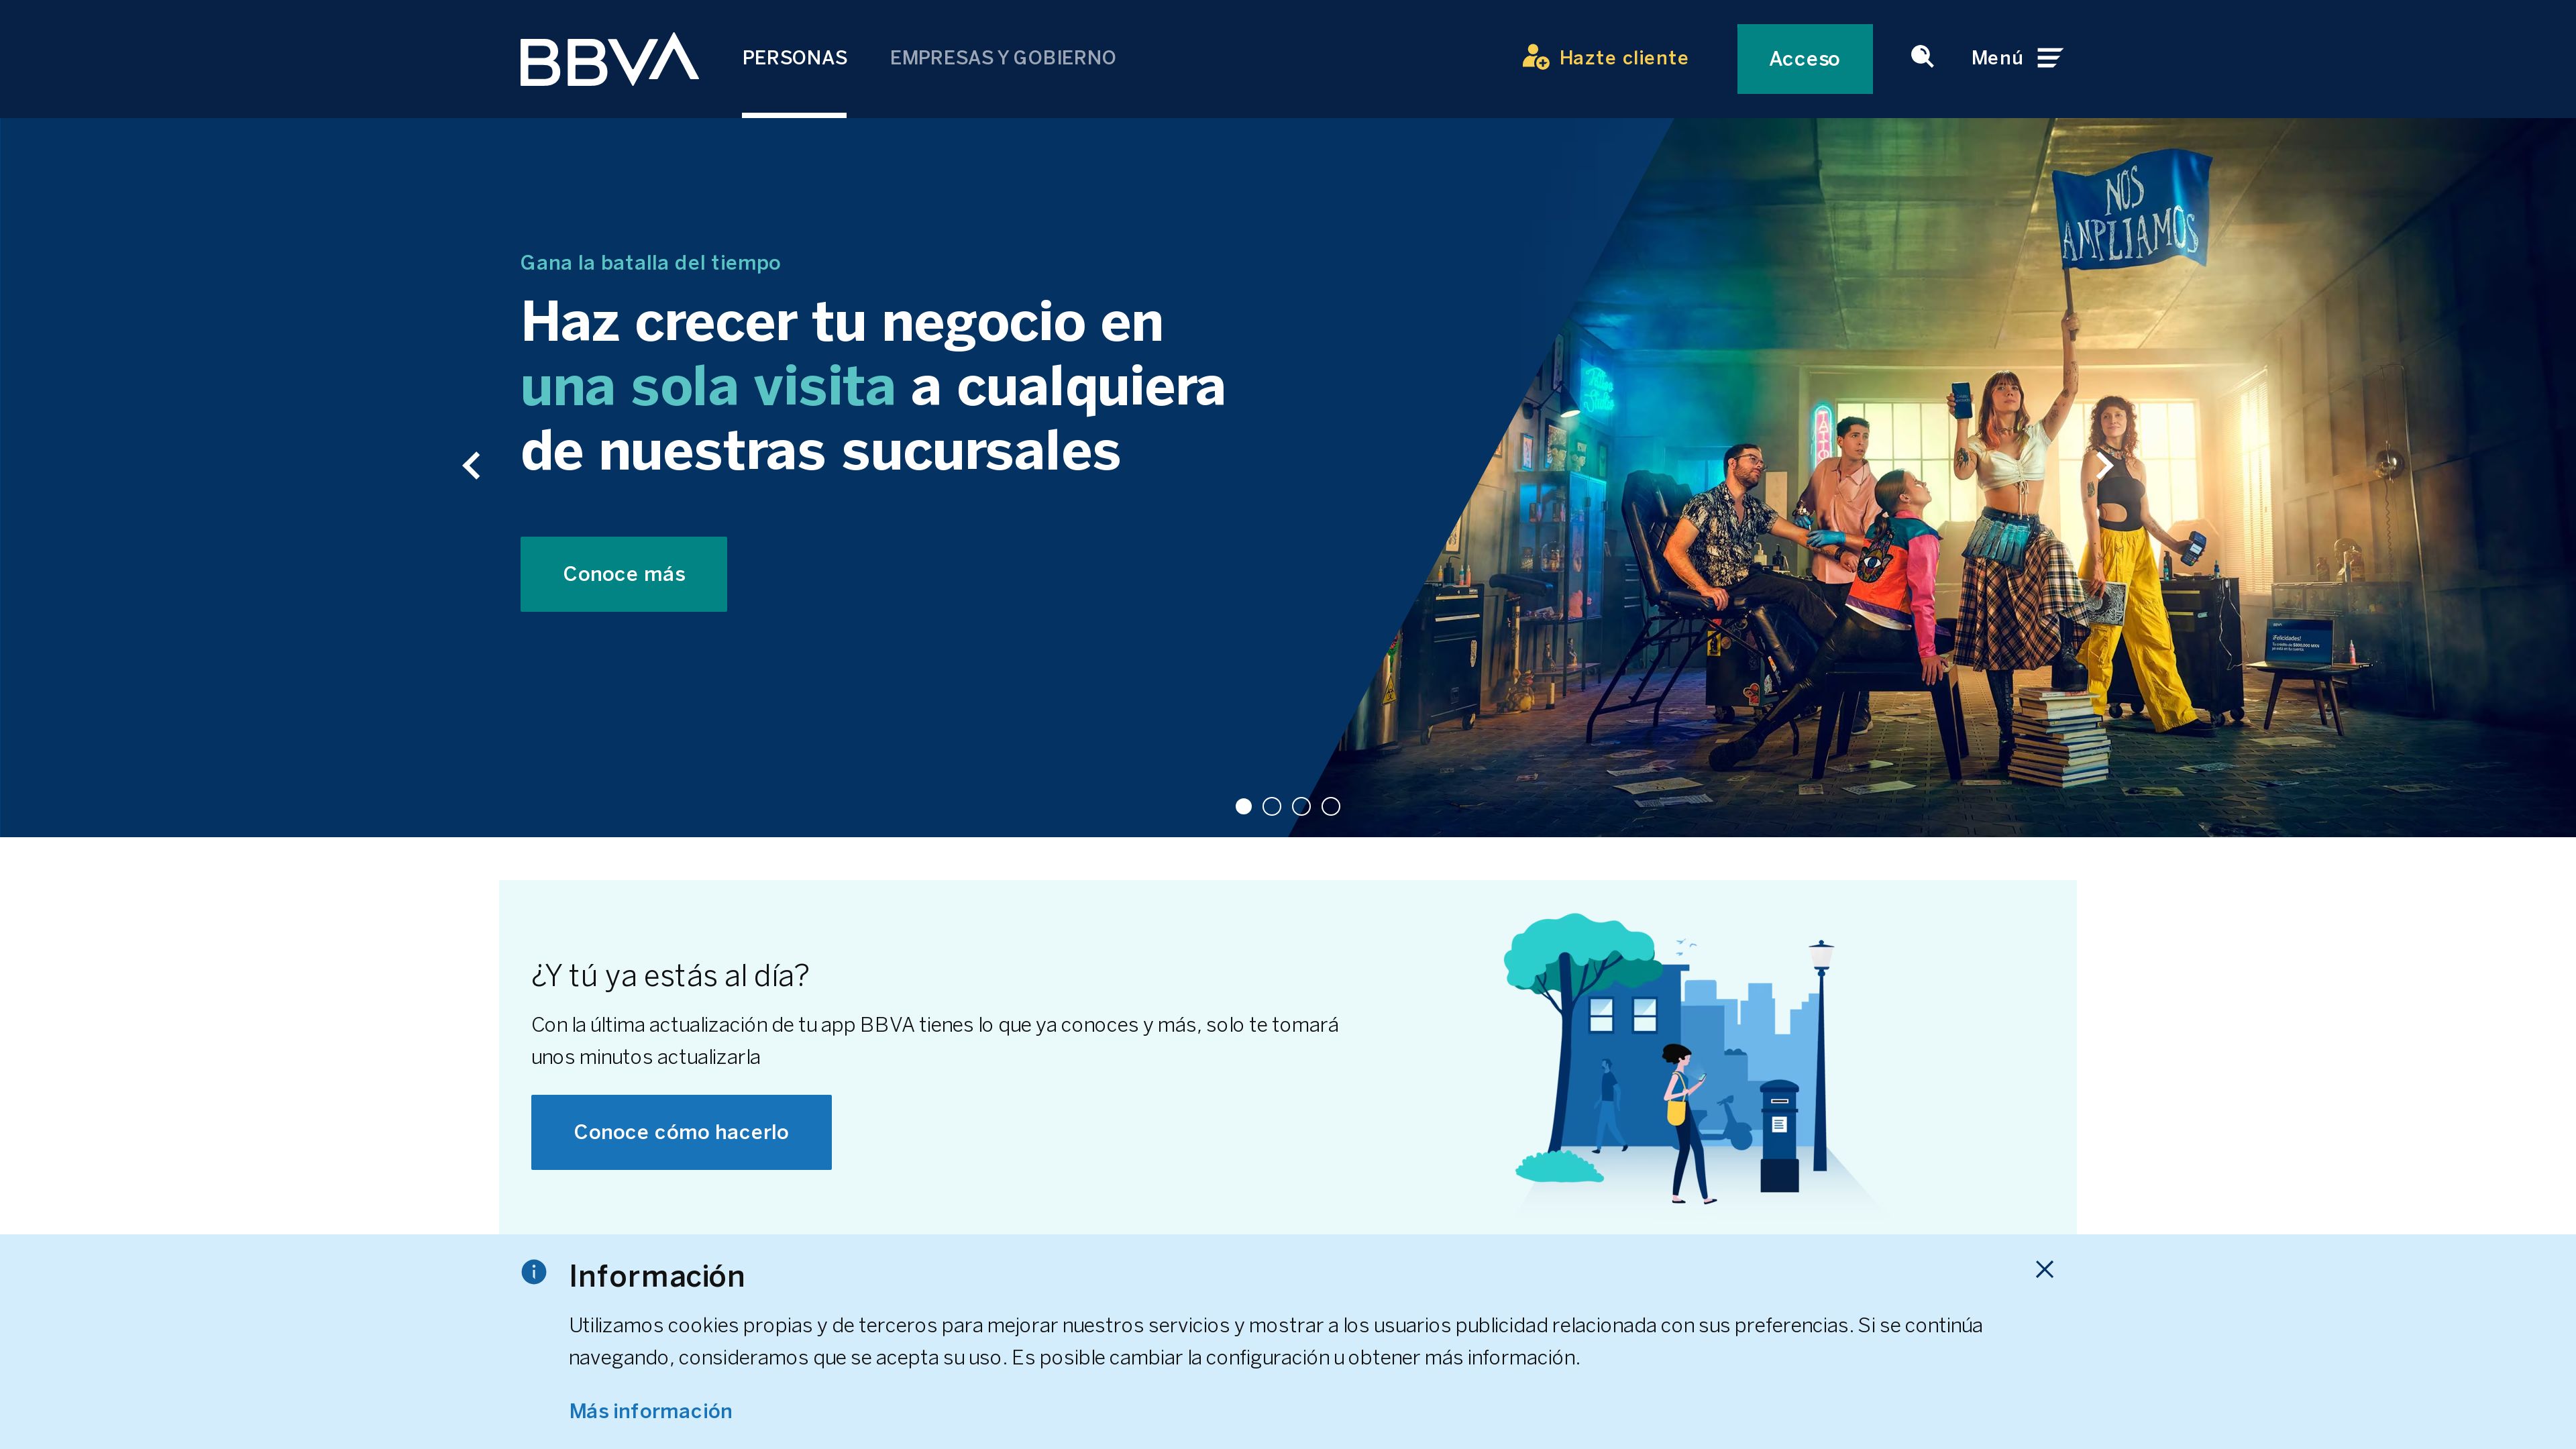 BBVA
PERSONAS
EMPRESAS Y GOBIERNO
Hazte cliente
Acceso
Menú
Gana la batalla del tiempo
Haz crecer tu negocio en
una sola visita a cualquiera
de nuestras sucursales
Conoce más
NOS
AMPLIAMOS
¡Felicidades!
¿Y tú ya estás al día?
Con la última actualización de tu app BBVA tienes lo que ya conoces y más, solo te tomará
unos minutos actualizarla
Conoce cómo hacerlo
Información
Utilizamos cookies propias y de terceros para mejorar nuestros servicios y mostrar a los usuarios publicidad relacionada con sus preferencias. Si se continúa
navegando, consideramos que se acepta su uso. Es posible cambiar la configuración u obtener más información.
Más información